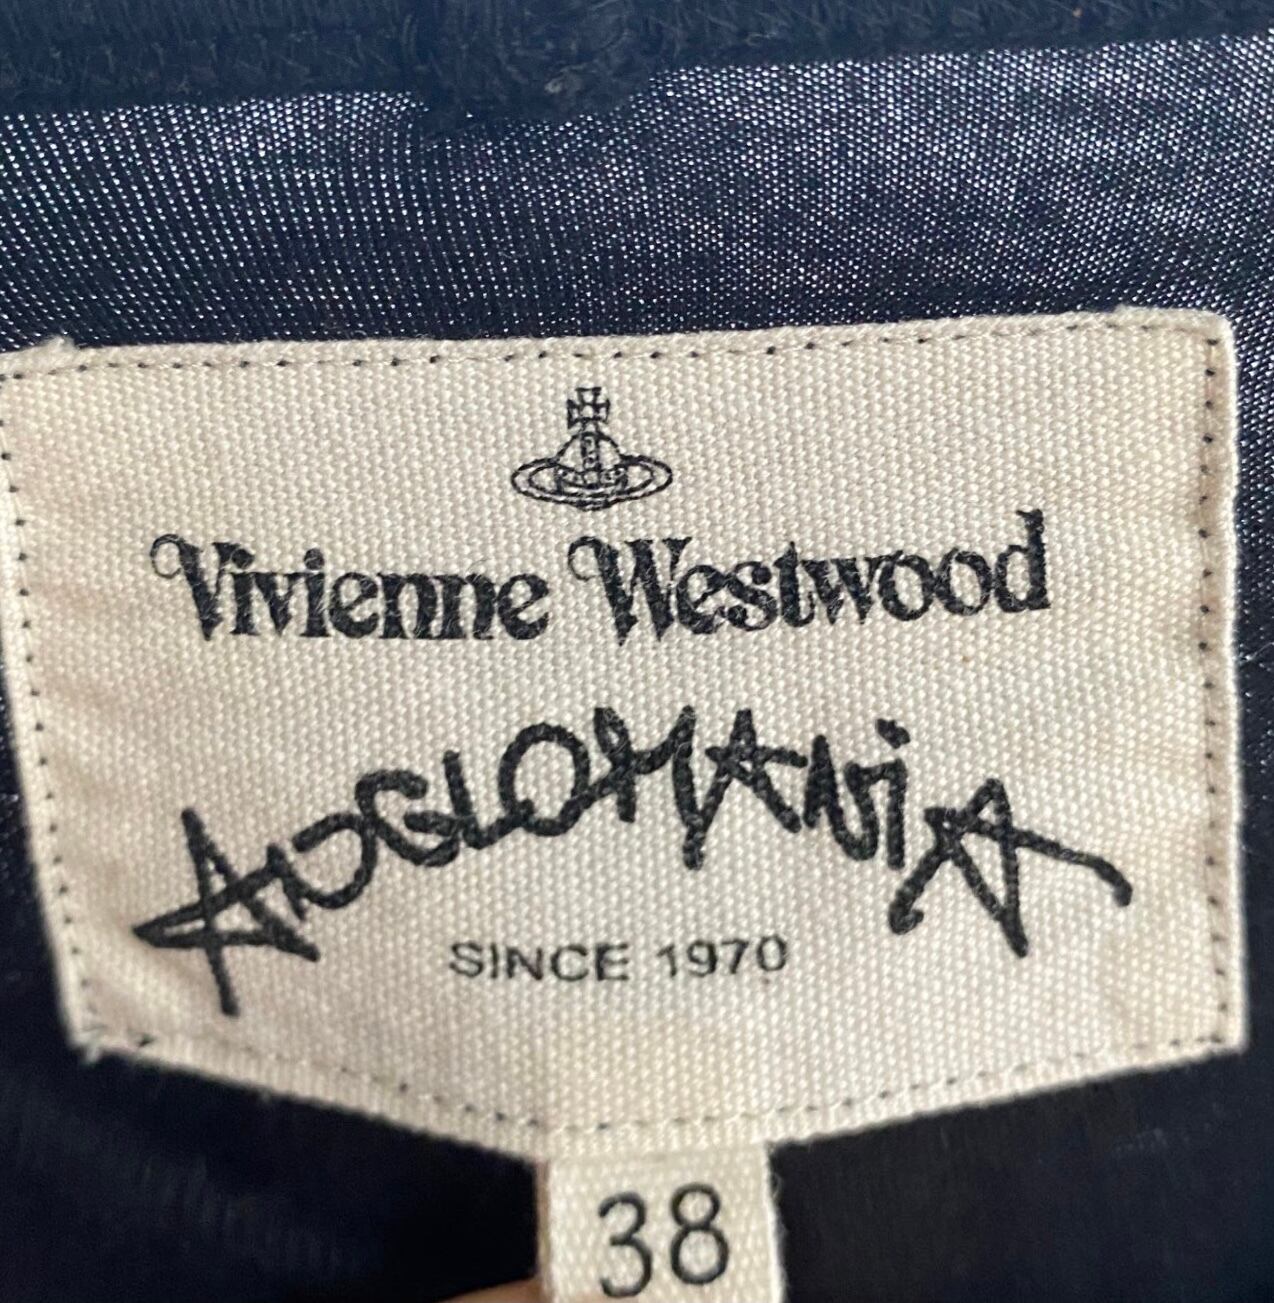 Vivienne Westwood
ANGLOMANiA
SINCE 1970
38